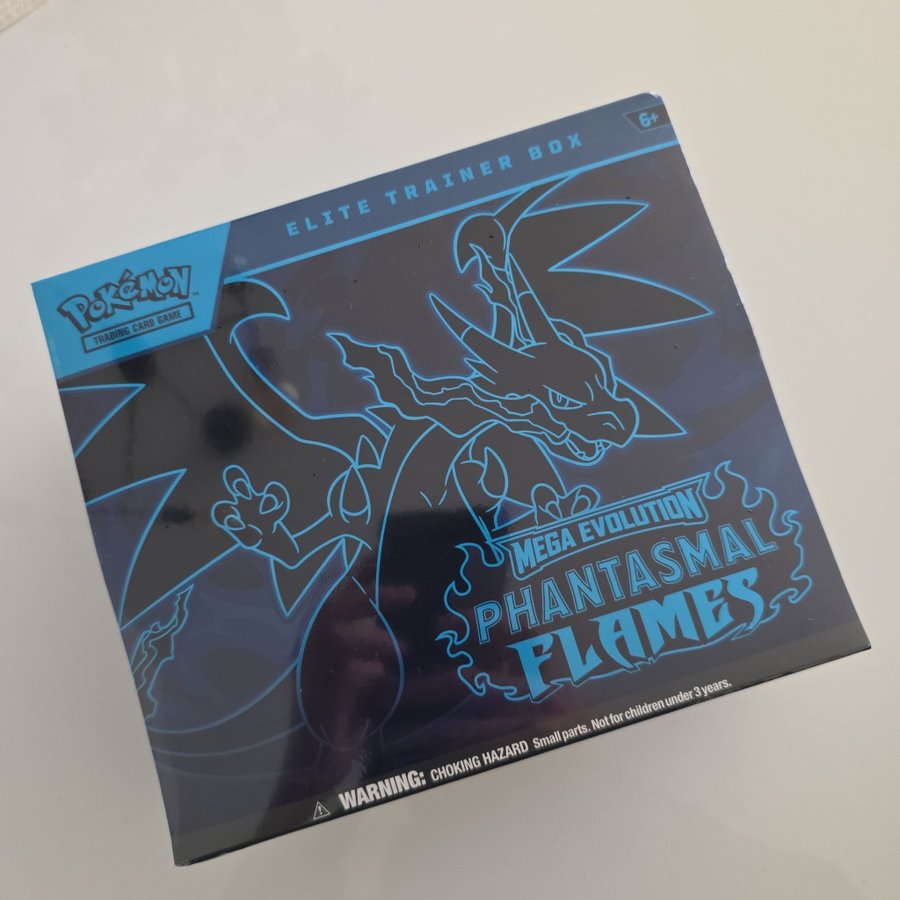 ELITE TRAINER BOX
6+
POKéMON
TRADING CARD GAME
MEGA EVOLUTION
PHANTASMAL
FLAMES
WARNING: CHOKING HAZARD Small parts. Not for children under 3 years.